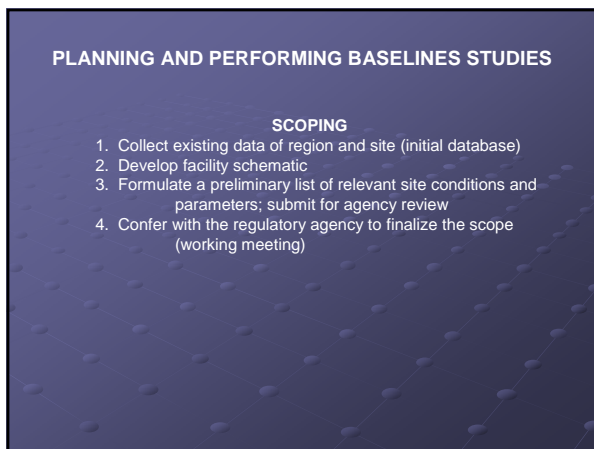 PLANNING AND PERFORMING BASELINES STUDIES
SCOPING
1. Collect existing data of region and site (initial database)
2. Develop facility schematic
3. Formulate a preliminary list of relevant site conditions and
parameters; submit for agency review
4. Confer with the regulatory agency to finalize the scope
(working meeting)